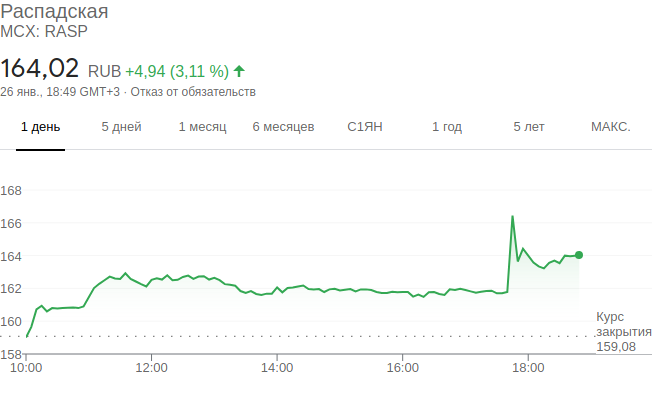 Распадская
MCX: RASP
164,02 RUB +4,94 (3,11 %)
26 янв., 18:49 GMT+3 · Отказ от обязательств
1 день 5 дней 1 месяц 6 месяцев С1ЯН 1 год 5 лет МАКС.
168
166
164
162
160
158
Курс
закрытия
159,08
10:00 12:00 14:00 16:00 18:00